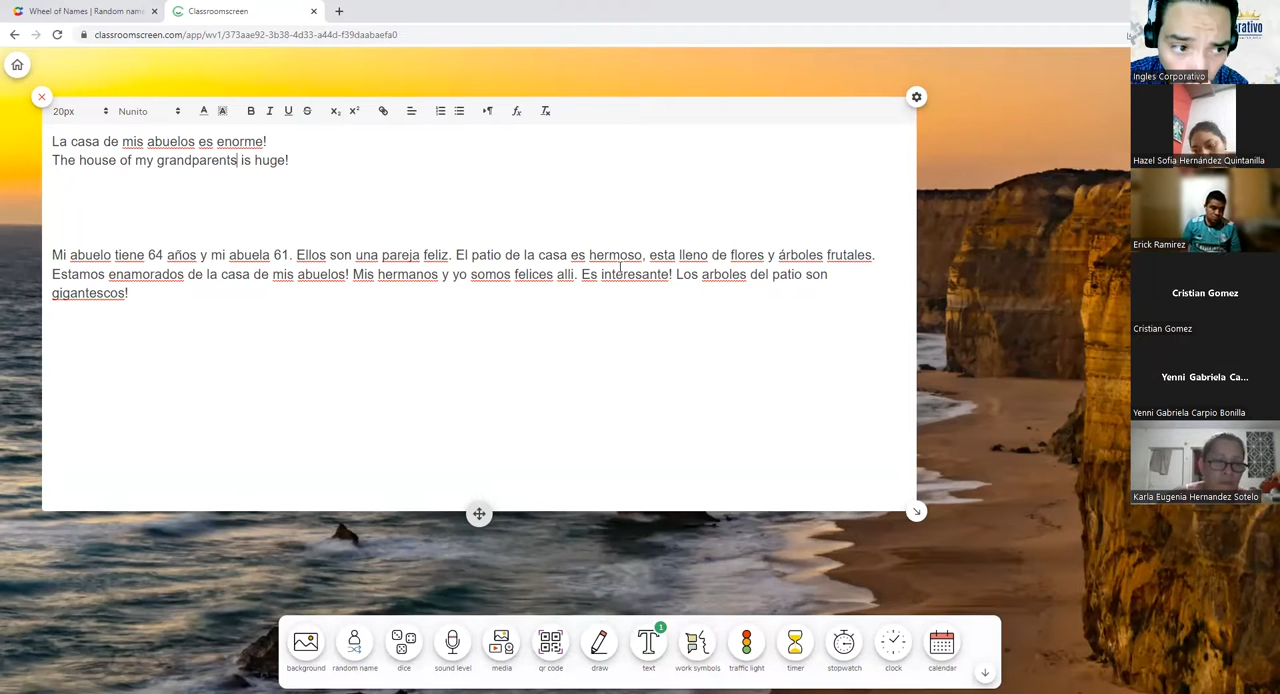 Wheel of Names | Random name
Classroomscreen
classroomscreen.com/app/wv1/373aae92-3b38-4d33-a44d-f39daabaefa0
20px
Nunito
La casa de mis abuelos es enorme!
The house of my grandparents is huge!
Mi abuelo tiene 64 años y mi abuela 61. Ellos son una pareja feliz. El patio de la casa es hermoso, esta lleno de flores y árboles frutales.
Estamos enamorados de la casa de mis abuelos! Mis hermanos y yo somos felices alli. Es interesante! Los arboles del patio son
gigantescos!
background
random name
dice
sound level
media
qr code
draw
1
text
work symbols
traffic light
timer
stopwatch
clock
calendar
Ingles Corporativo
Hazel Sofia Hernández Quintanilla
Erick Ramirez
Cristian Gomez
Cristian Gomez
Yenni Gabriela Ca...
Yenni Gabriela Carpio Bonilla
Karla Eugenia Hernandez Sotelo